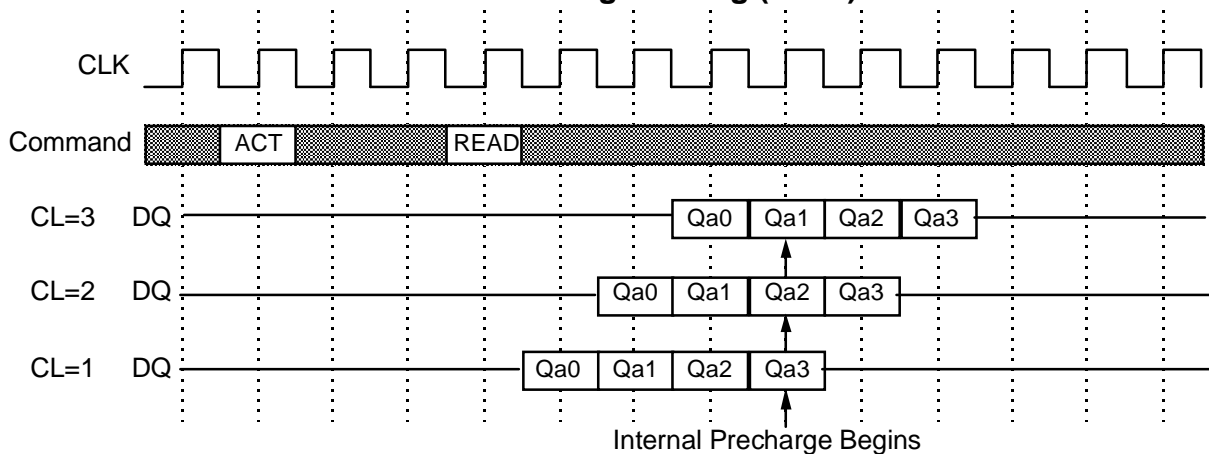 CLK
Command ACT READ
CL=3 DQ Qa0 Qa1 Qa2 Qa3
CL=2 DQ Qa0 Qa1 Qa2 Qa3
CL=1 DQ Qa0 Qa1 Qa2 Qa3
Internal Precharge Begins